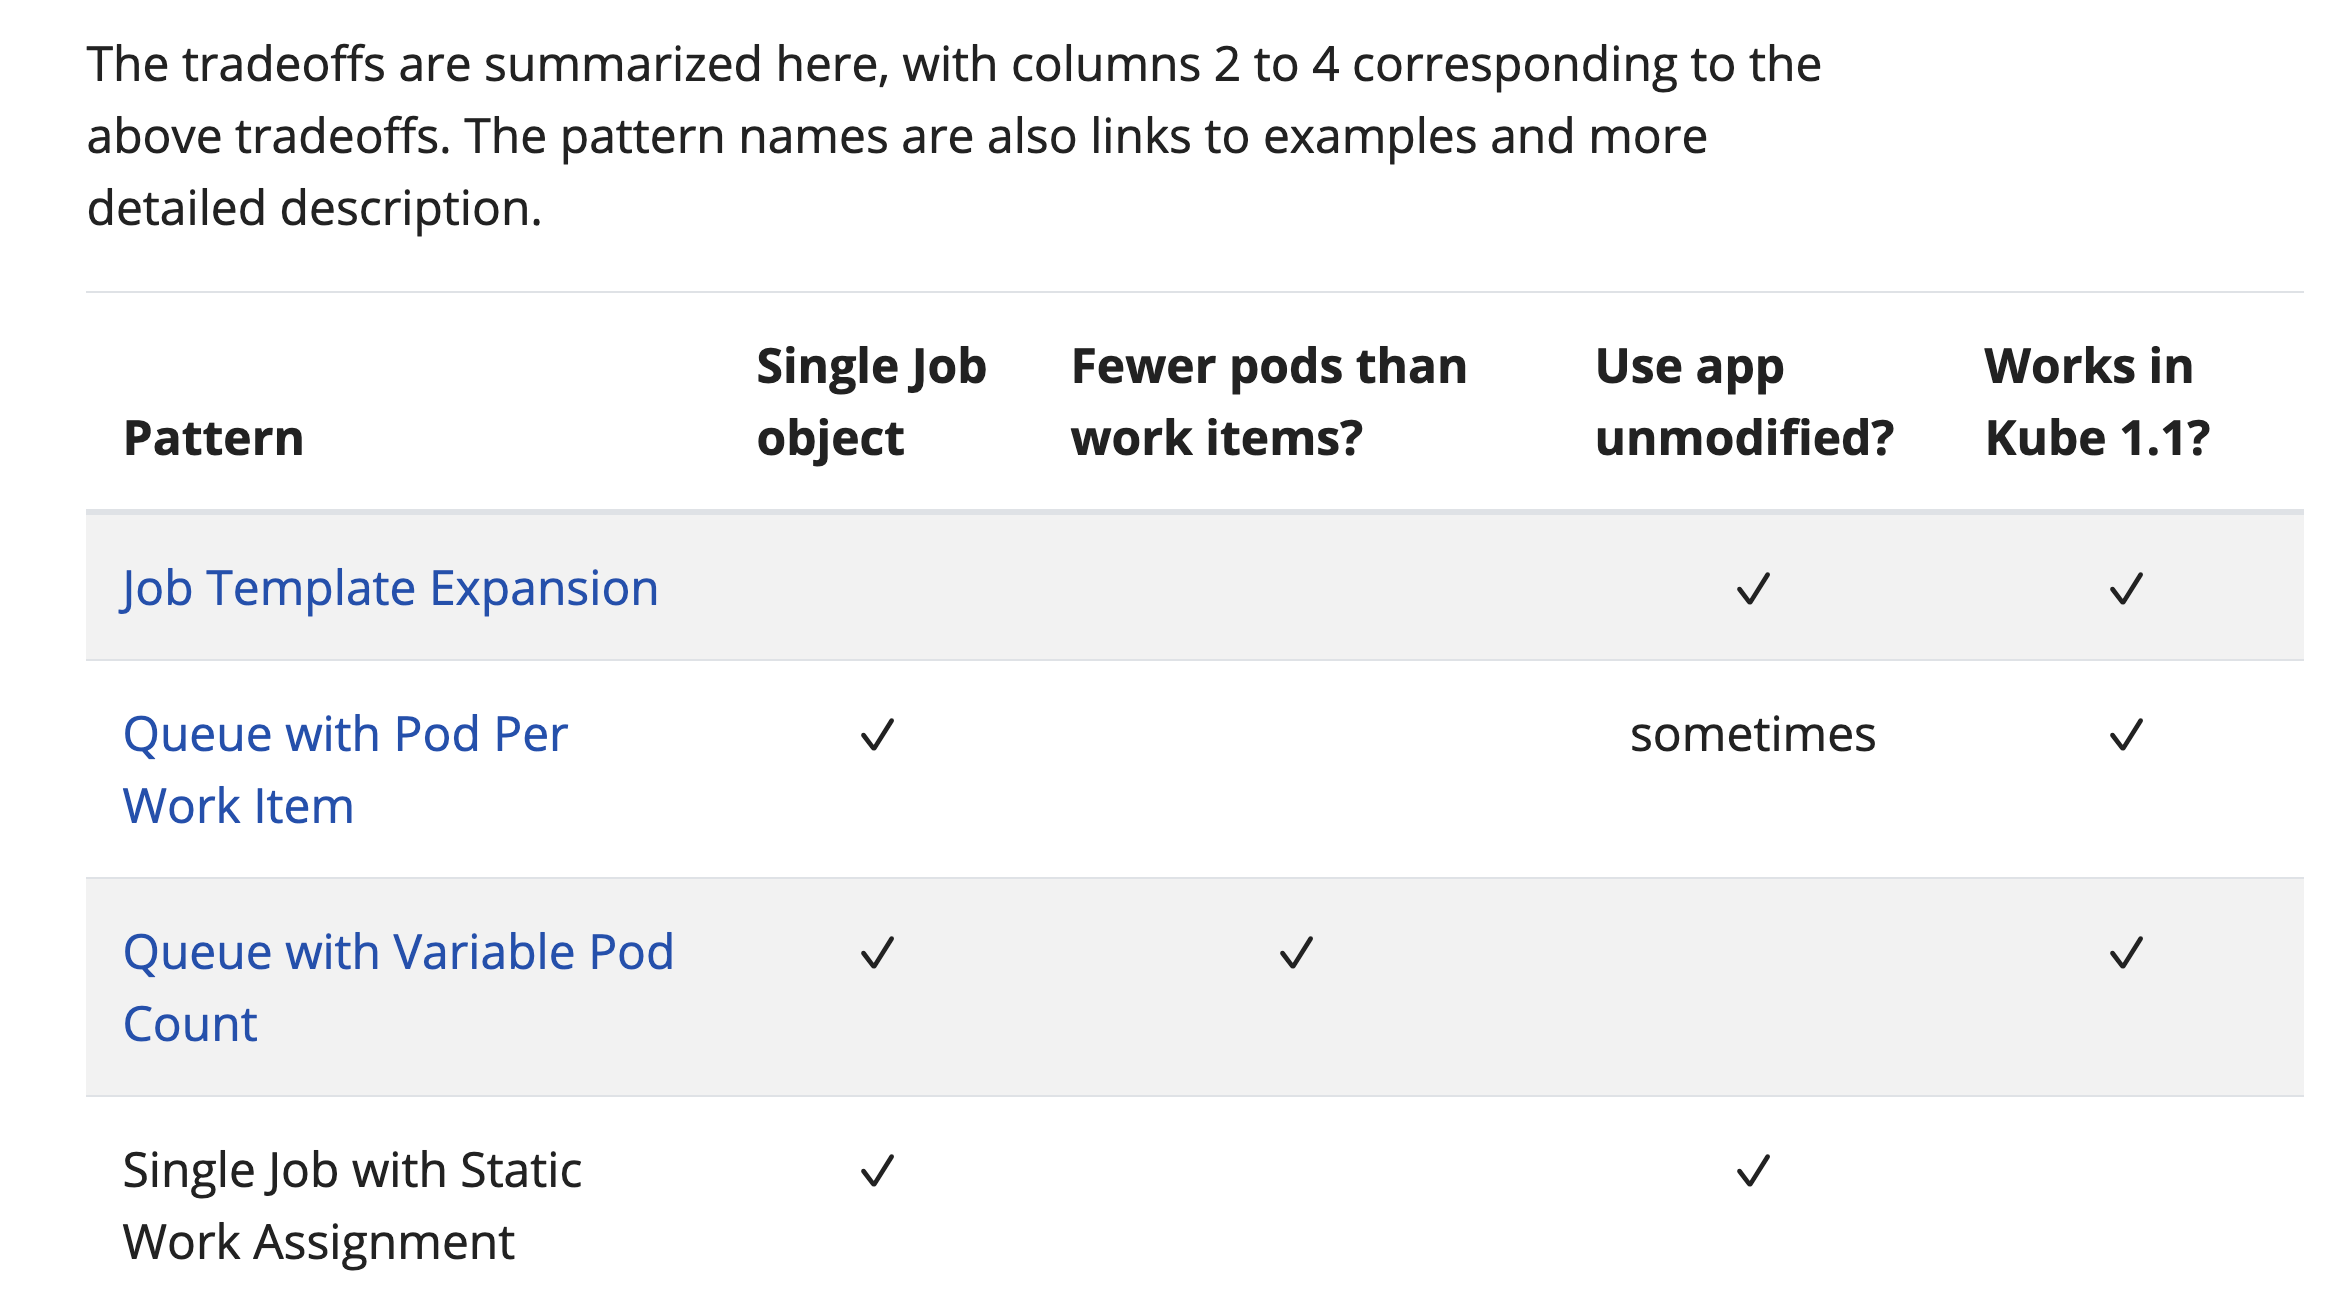 The tradeoffs are summarized here, with columns 2 to 4 corresponding to the
above tradeoffs. The pattern names are also links to examples and more
detailed description.
Pattern Single Job object Fewer pods than work items? Use app unmodified? Works in Kube 1.1?
Job Template Expansion ✓ ✓
Queue with Pod Per Work Item ✓ sometimes ✓
Queue with Variable Pod Count ✓ ✓ ✓
Single Job with Static Work Assignment ✓ ✓